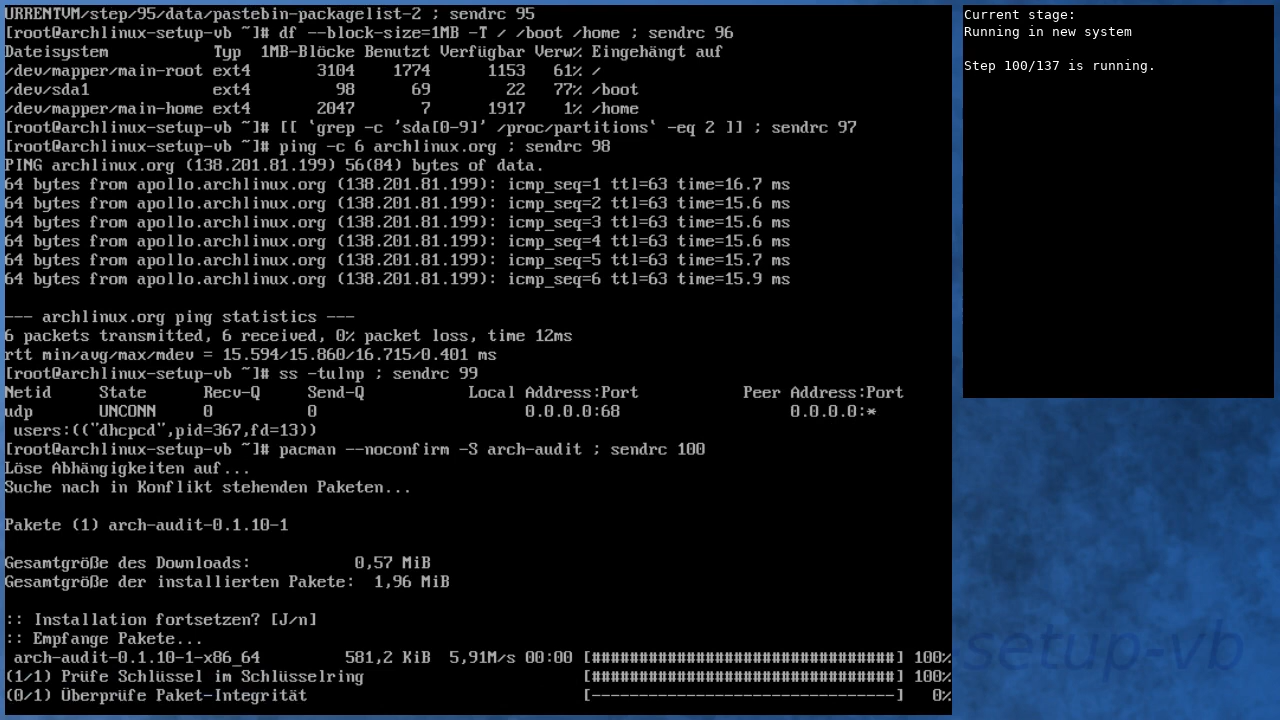 URRENTVM/step/95/data/pastebin-packagelist-2 ; sendrc 95
[root@archlinux-setup-vb ~]# df --block-size=1MB -T / /boot /home ; sendrc 96
Dateisystem           Typ  1MB-Blöcke Benutzt Verfügbar Verw% Eingehängt auf
/dev/mapper/main-root ext4       3104    1774      1153   61% /
/dev/sda1             ext4         98      69        22   77% /boot
/dev/mapper/main-home ext4       2047       7      1917    1% /home
[root@archlinux-setup-vb ~]# [[ `grep -c 'sda[0-9]' /proc/partitions` -eq 2 ]] ; sendrc 97
[root@archlinux-setup-vb ~]# ping -c 6 archlinux.org ; sendrc 98
PING archlinux.org (138.201.81.199) 56(84) bytes of data.
64 bytes from apollo.archlinux.org (138.201.81.199): icmp_seq=1 ttl=63 time=16.7 ms
64 bytes from apollo.archlinux.org (138.201.81.199): icmp_seq=2 ttl=63 time=15.6 ms
64 bytes from apollo.archlinux.org (138.201.81.199): icmp_seq=3 ttl=63 time=15.6 ms
64 bytes from apollo.archlinux.org (138.201.81.199): icmp_seq=4 ttl=63 time=15.6 ms
64 bytes from apollo.archlinux.org (138.201.81.199): icmp_seq=5 ttl=63 time=15.7 ms
64 bytes from apollo.archlinux.org (138.201.81.199): icmp_seq=6 ttl=63 time=15.9 ms
--- archlinux.org ping statistics ---
6 packets transmitted, 6 received, 0% packet loss, time 12ms
rtt min/avg/max/mdev = 15.594/15.860/16.715/0.401 ms
[root@archlinux-setup-vb ~]# ss -tulnp ; sendrc 99
Netid     State      Recv-Q     Send-Q           Local Address:Port           Peer Address:Port
udp       UNCONN     0          0                      0.0.0.0:68                  0.0.0.0:*
 users:(("dhcpcd",pid=367,fd=13))
[root@archlinux-setup-vb ~]# pacman --noconfirm -S arch-audit ; sendrc 100
Löse Abhängigkeiten auf...
Suche nach in Konflikt stehenden Paketen...
Pakete (1) arch-audit-0.1.10-1
Gesamtgröße des Downloads:           0,57 MiB
Gesamtgröße der installierten Pakete:  1,96 MiB
:: Installation fortsetzen? [J/n]
:: Empfange Pakete...
 arch-audit-0.1.10-1-x86_64         581,2 KiB  5,91M/s 00:00 [################################] 100%
(1/1) Prüfe Schlüssel im Schlüsselring                       [################################] 100%
(0/1) Überprüfe Paket-Integrität                             [--------------------------------]   0%
Current stage:
Running in new system
Step 100/137 is running.
setup-vb